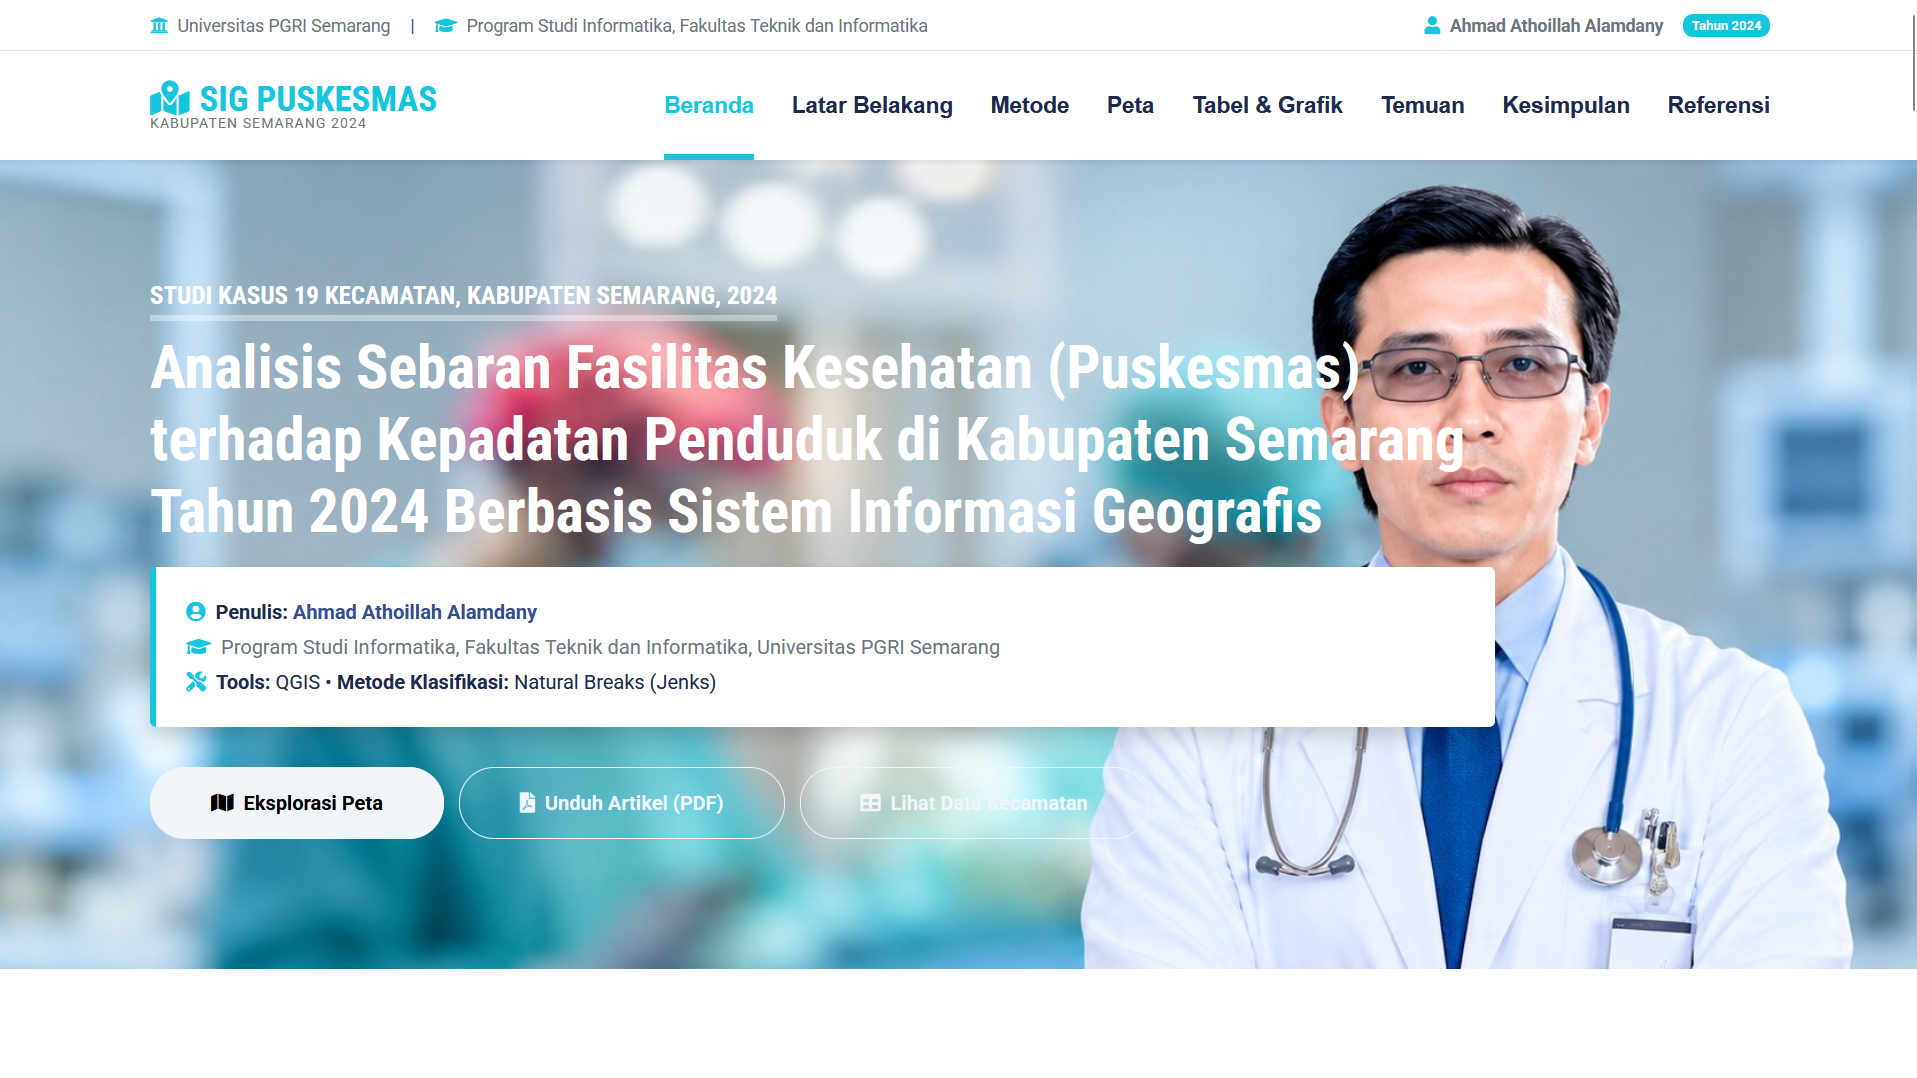 Universitas PGRI Semarang | Program Studi Informatika, Fakultas Teknik dan Informatika
Ahmad Athoillah Alamdany Tahun 2024
SIG PUSKESMAS
KABUPATEN SEMARANG 2024
Beranda Latar Belakang Metode Peta Tabel & Grafik Temuan Kesimpulan Referensi
STUDI KASUS 19 KECAMATAN, KABUPATEN SEMARANG, 2024
Analisis Sebaran Fasilitas Kesehatan (Puskesmas)
terhadap Kepadatan Penduduk di Kabupaten Semarang
Tahun 2024 Berbasis Sistem Informasi Geografis
Penulis: Ahmad Athoillah Alamdany
Program Studi Informatika, Fakultas Teknik dan Informatika, Universitas PGRI Semarang
Tools: QGIS • Metode Klasifikasi: Natural Breaks (Jenks)
Eksplorasi Peta
Unduh Artikel (PDF)
Lihat Data Kecamatan